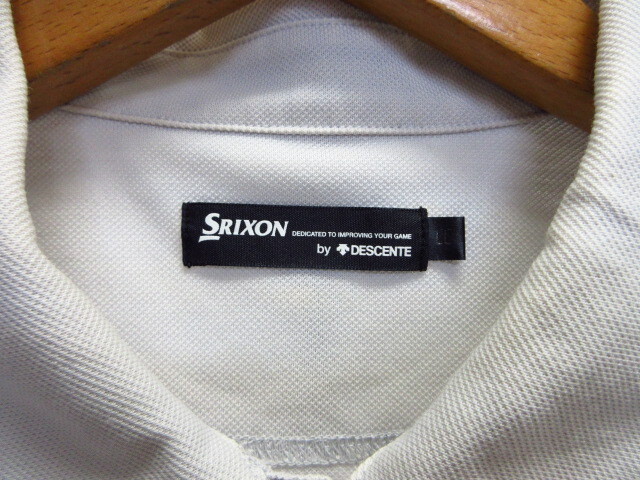 SRIXON DEDICATED TO IMPROVING YOUR GAME
by DESCENTE